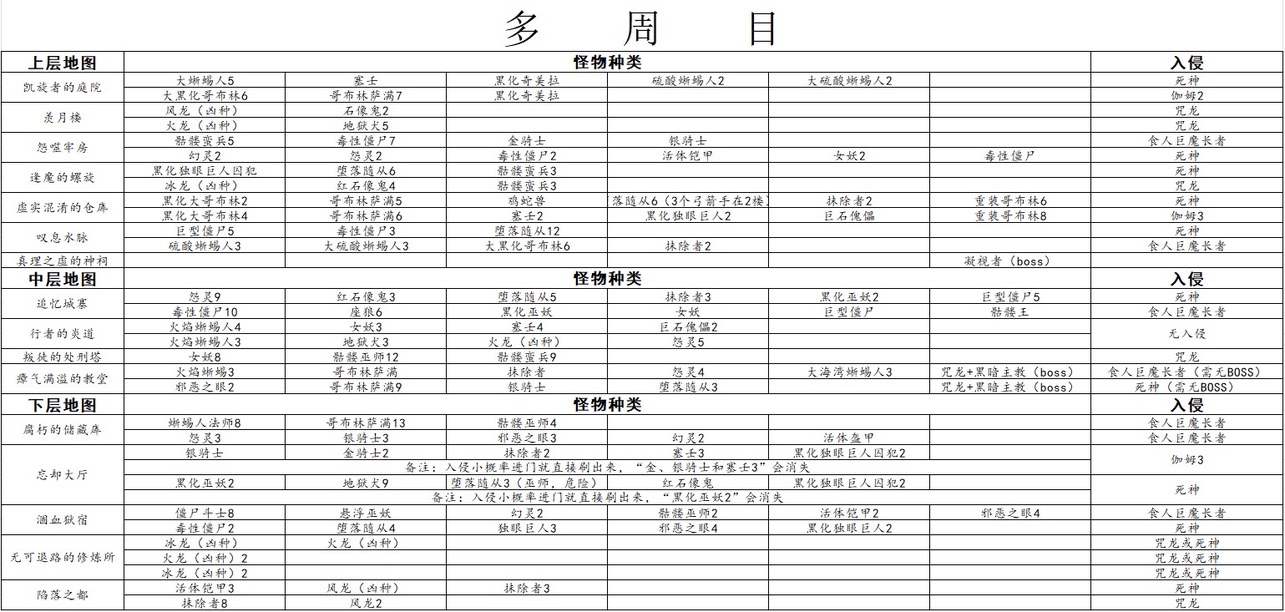 多 周 目
上层地图 怪物种类 入侵
凯旋者的庭院 大蜥蜴人5 塞壬 黑化奇美拉 硫酸蜥蜴人2 大硫酸蜥蜴人2 死神
大黑化哥布林6 哥布林萨满7 黑化奇美拉 伽姆2
羡月楼 风龙（凶种） 石像鬼2 咒龙
火龙（凶种） 地狱犬5 咒龙
怨噬牢房 骷髅蛮兵5 毒性僵尸7 金骑士 银骑士 食人巨魔长者
幻灵2 怨灵2 毒性僵尸2 活体铠甲 女妖2 毒性僵尸 死神
逢魔的螺旋 黑化独眼巨人囚犯 堕落随从6 骷髅蛮兵3 死神
冰龙（凶种） 红石像鬼4 骷髅蛮兵3 咒龙
虚实混淆的仓库 黑化大哥布林2 哥布林萨满5 鸡蛇兽 落随从6（3个弓箭手在2楼 抹除者2 重装哥布林6 死神
黑化大哥布林4 哥布林萨满6 塞壬2 黑化独眼巨人2 巨石傀儡 重装哥布林8 伽姆3
叹息水脉 巨型僵尸5 毒性僵尸3 堕落随从12 死神
硫酸蜥蜴人3 大硫酸蜥蜴人3 大黑化哥布林6 抹除者2 食人巨魔长者
真理之虚的神祠 凝视者（boss）
中层地图 怪物种类 入侵
追忆城寨 怨灵9 红石像鬼3 堕落随从5 抹除者3 黑化巫妖2 巨型僵尸5 死神
毒性僵尸10 座狼6 黑化巫妖 女妖 巨型僵尸 骷髅王 食人巨魔长者
行者的炎道 火焰蜥蜴人4 女妖3 塞壬4 巨石傀儡2 无入侵
火焰蜥蜴人3 地狱犬3 火龙（凶种） 怨灵5
叛徒的处刑塔 女妖8 骷髅巫师12 骷髅蛮兵9 咒龙
瘴气满溢的教堂 火焰蜥蜴3 哥布林萨满 抹除者 怨灵4 大海湾蜥蜴人3 咒龙+黑暗主教（boss） 食人巨魔长者（需无BOSS）
邪恶之眼2 哥布林萨满9 银骑士 堕落随从3 咒龙+黑暗主教（boss） 死神（需无BOSS）
下层地图 怪物种类 入侵
腐朽的储藏库 蜥蜴人法师8 哥布林萨满13 骷髅巫师4 食人巨魔长者
怨灵3 银骑士3 邪恶之眼3 幻灵2 活体盔甲 食人巨魔长者
忘却大厅 银骑士 金骑士2 抹除者2 塞壬3 黑化独眼巨人囚犯2 伽姆3
备注：入侵小概率进门就直接刷出来，“金、银骑士和塞壬3”会消失
黑化巫妖2 地狱犬9 堕落随从3（巫师，危险） 红石像鬼 黑化独眼巨人囚犯2 死神
备注：入侵小概率进门就直接刷出来，“黑化巫妖2”会消失
涸血狱宿 僵尸斗士8 悬浮巫妖 幻灵2 骷髅巫师2 活体铠甲2 邪恶之眼4 食人巨魔长者
毒性僵尸2 堕落随从4 独眼巨人3 邪恶之眼4 黑化独眼巨人2 死神
无可退路的修炼所 冰龙（凶种） 火龙（凶种） 咒龙或死神
火龙（凶种）2 咒龙或死神
冰龙（凶种）2 咒龙或死神
陷落之都 活体铠甲3 风龙（凶种） 抹除者3 死神
抹除者8 风龙2 咒龙